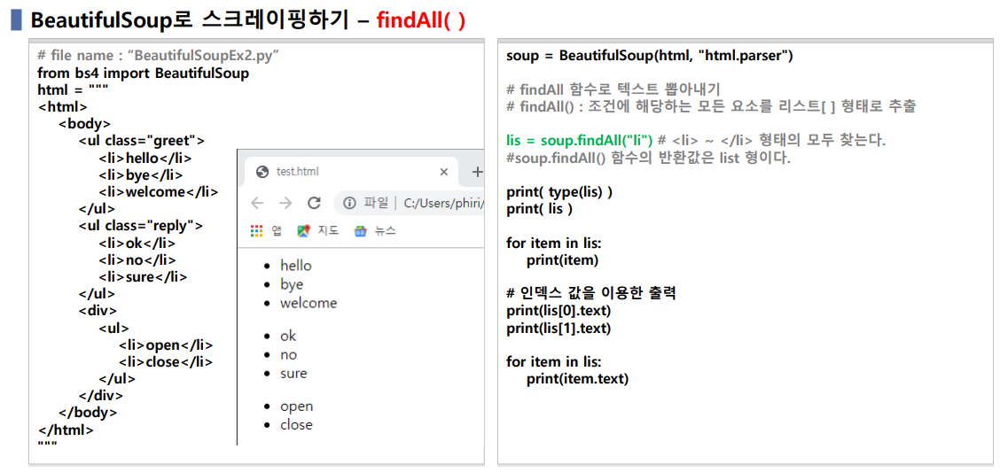 BeautifulSoup로 스크레이핑하기 – findAll( )
# file name : “BeautifulSoupEx2.py”
from bs4 import BeautifulSoup
html = """
<html>
<body>
<ul class="greet">
<li>hello</li>
<li>bye</li>
<li>welcome</li>
</ul>
<ul class="reply">
<li>ok</li>
<li>no</li>
<li>sure</li>
</ul>
<div>
<ul>
<li>open</li>
<li>close</li>
</ul>
</div>
</body>
</html>
"""
test.html
파일 | C:/Users/phiri/
앱 지도 뉴스
• hello
• bye
• welcome
• ok
• no
• sure
• open
• close
soup = BeautifulSoup(html, "html.parser")
# findAll 함수로 텍스트 뽑아내기
# findAll() : 조건에 해당하는 모든 요소를 리스트[ ] 형태로 추출
lis = soup.findAll("li") # <li> ~ </li> 형태의 모두 찾는다.
#soup.findAll() 함수의 반환값은 list 형이다.
print( type(lis) )
print( lis )
for item in lis:
print(item)
# 인덱스 값을 이용한 출력
print(lis[0].text)
print(lis[1].text)
for item in lis:
print(item.text)